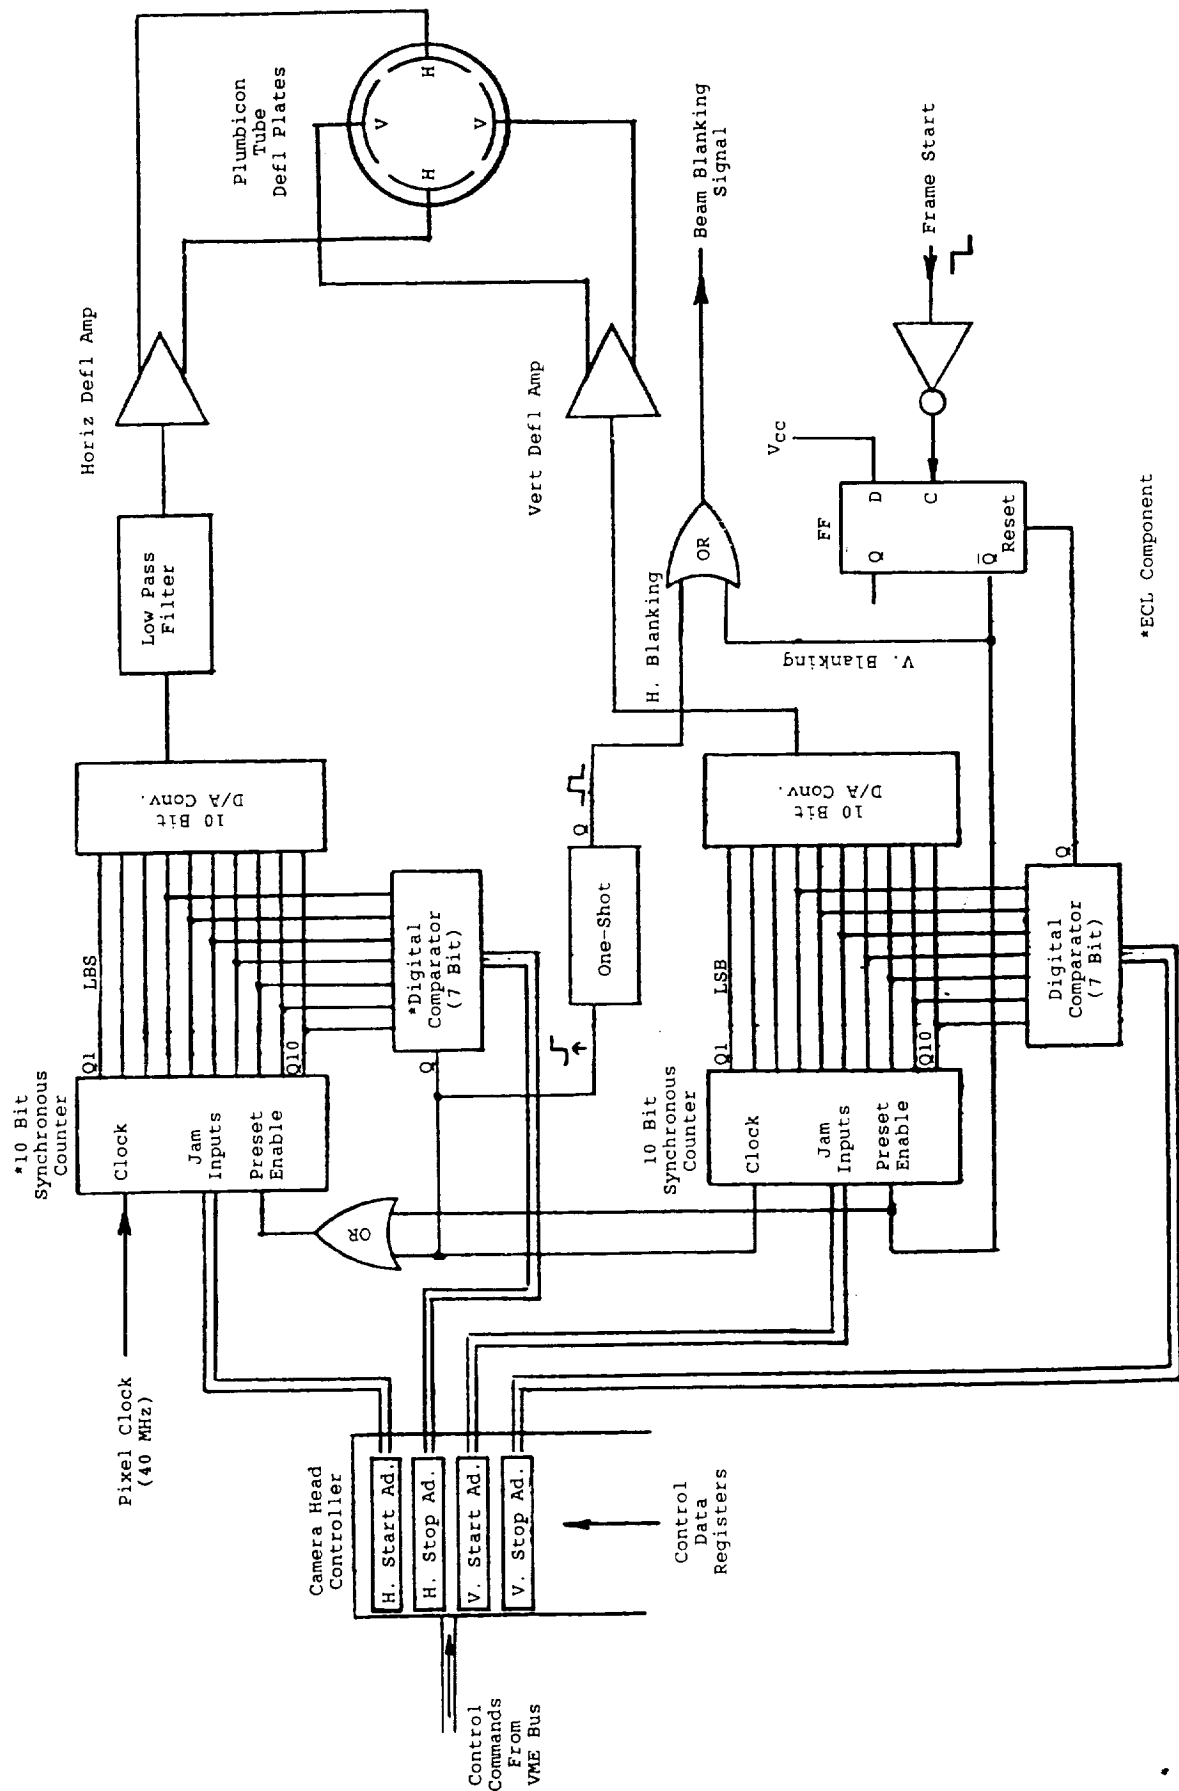 Control
Commands
From
VME Bus
Camera Head
Controller
H. Start Ad.
H. Stop Ad.
V. Start Ad.
V. Stop Ad.
Control
Data
Registers
Pixel Clock
(40 MHz)
*10 Bit
Synchronous
Counter
Clock
Jam
Inputs
Preset
Enable
Q1
LBS
Q10
10 Bit
D/A Conv.
Low Pass
Filter
Horiz Defl Amp
Plumbicon
Tube
Defl Plates
H
V
V
H
OR
Q
*Digital
Comparator
(7 Bit)
One-Shot
Q
H. Blanking
OR
Beam Blanking
Signal
Vert Defl Amp
10 Bit
Synchronous
Counter
Clock
Jam
Inputs
Preset
Enable
Q1
LSB
Q10
10 Bit
D/A Conv.
Digital
Comparator
(7 Bit)
Q
V. Blanking
FF
Q
D
C
Q̅
Reset
Vcc
Frame Start
*ECL Component